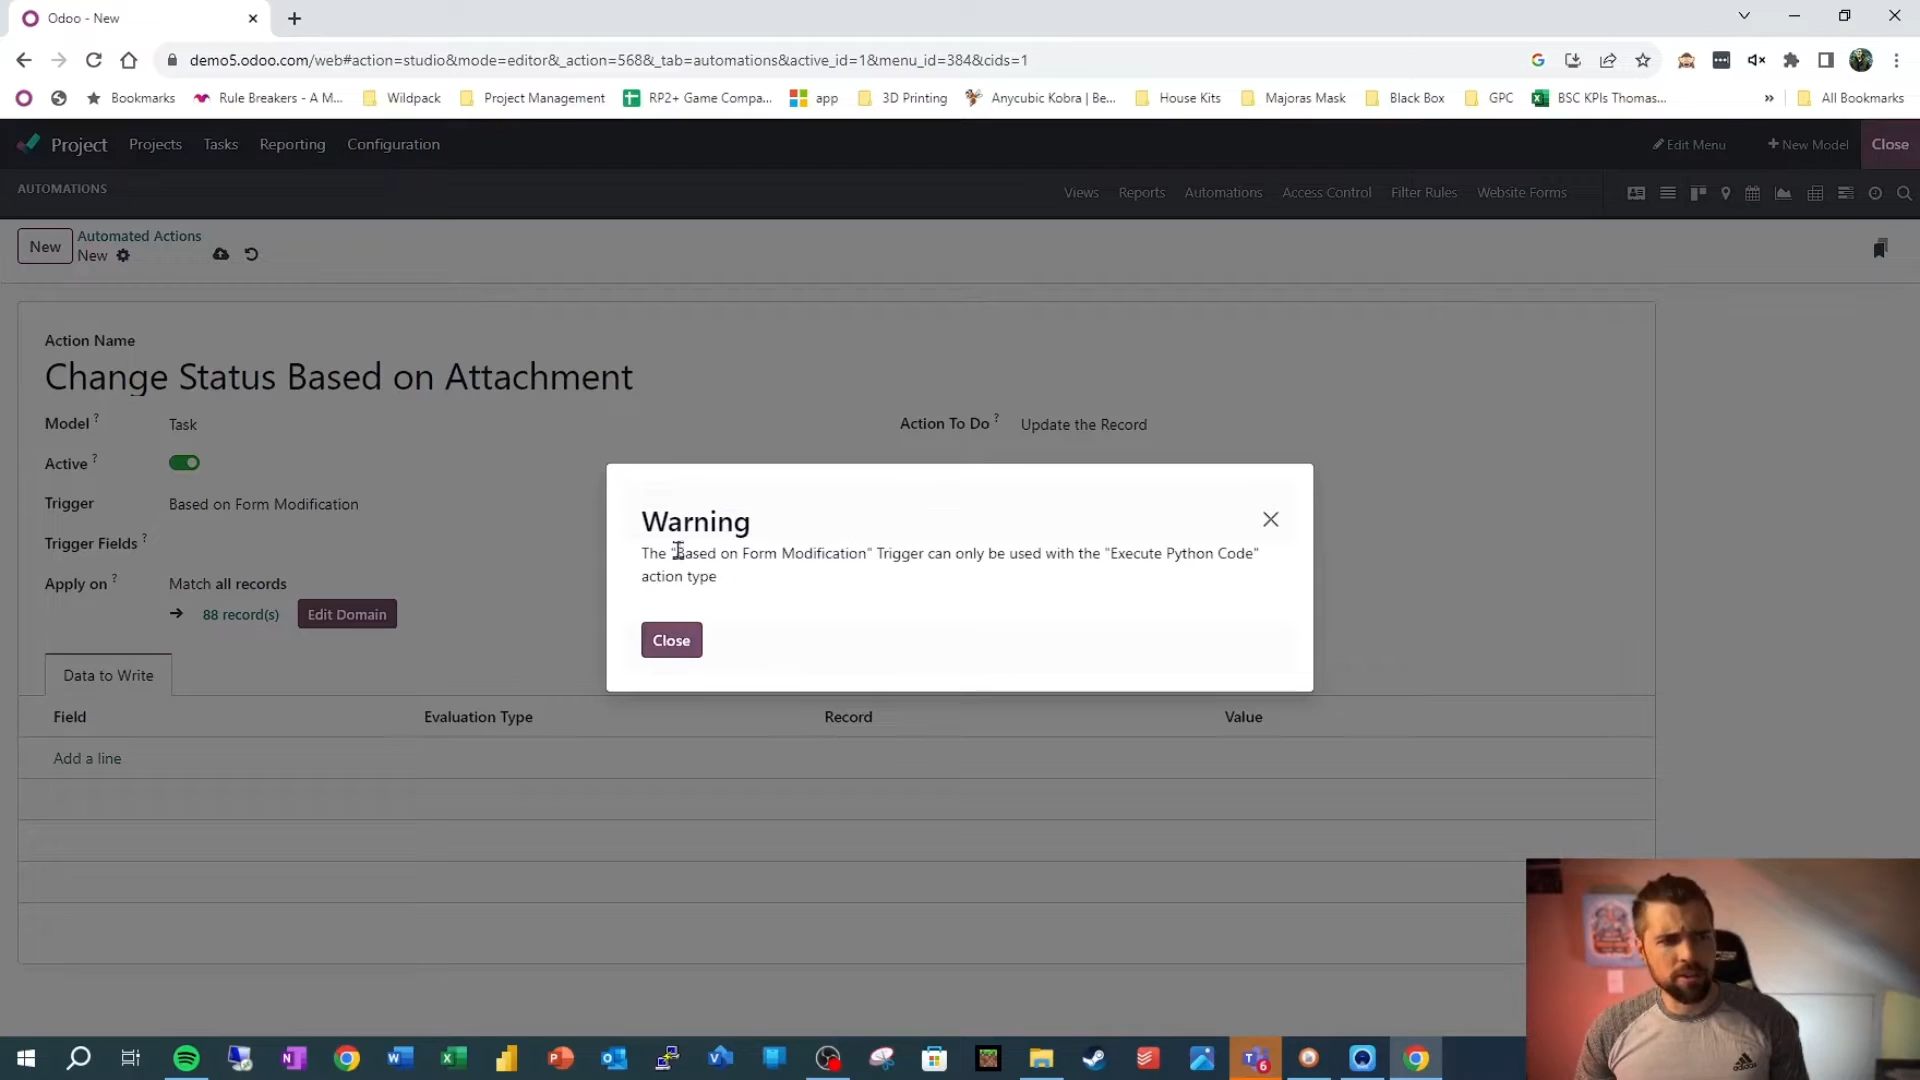 Odoo - New
demo5.odoo.com/web#action=studio&mode=editor&_action=568&_tab=automations&active_id=1&menu_id=384&cids=1
Bookmarks
Rule Breakers - A M...
Wildpack
Project Management
RP2+ Game Compa...
app
3D Printing
Anycubic Kobra | Be...
House Kits
Majoras Mask
Black Box
GPC
BSC KPIs Thomas...
»
All Bookmarks
Project
Projects
Tasks
Reporting
Configuration
Edit Menu
+ New Model
Close
AUTOMATIONS
Views
Reports
Automations
Access Control
Filter Rules
Website Forms
New
Automated Actions
New
Action Name
Change Status Based on Attachment
Model ?
Task
Action To Do ?
Update the Record
Active ?
Trigger
Based on Form Modification
Trigger Fields ?
Apply on ?
Match all records
88 record(s)
Edit Domain
Warning
The "Based on Form Modification" Trigger can only be used with the "Execute Python Code"
action type
Close
Data to Write
Field
Evaluation Type
Record
Value
Add a line